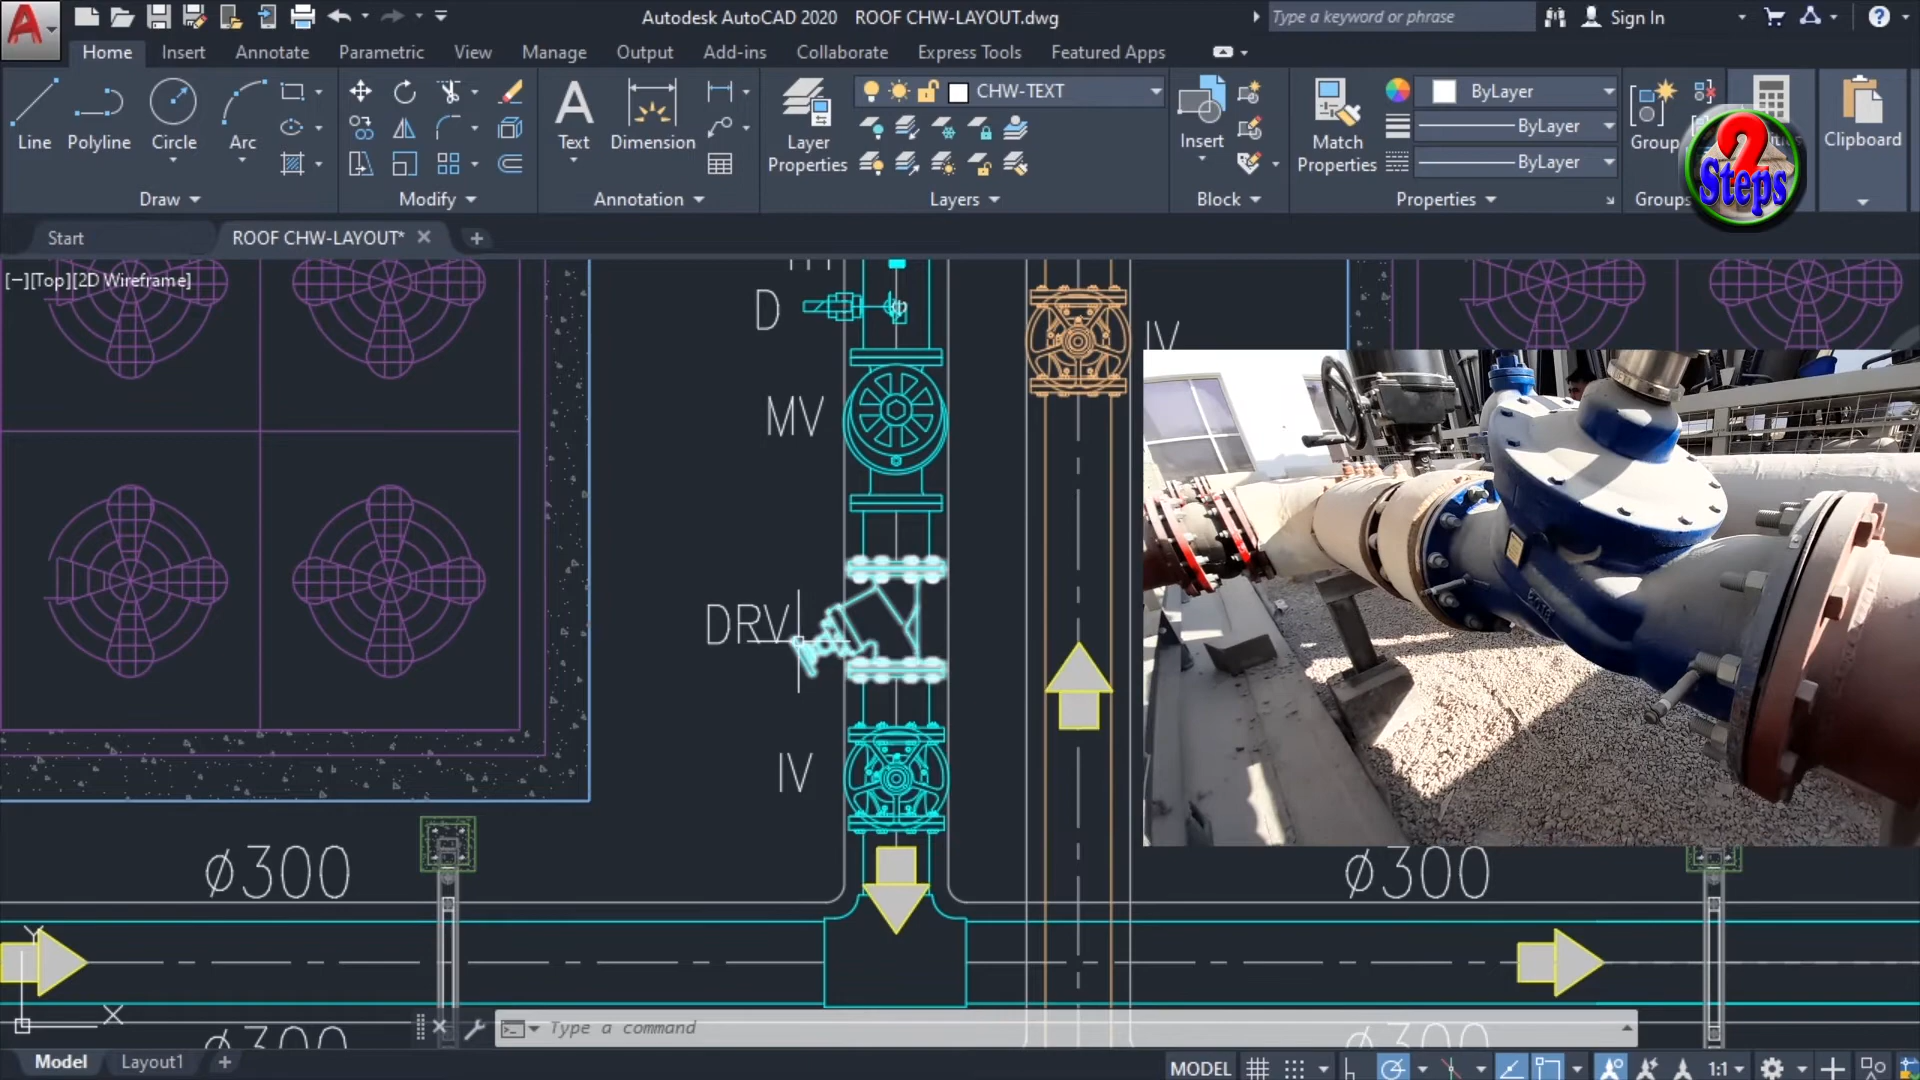 Autodesk AutoCAD 2020 ROOF CHW-LAYOUT.dwg
Type a keyword or phrase
Sign In
Home Insert Annotate Parametric View Manage Output Add-ins Collaborate Express Tools Featured Apps
Line Polyline Circle Arc
Text Dimension
Layer Properties
CHW-TEXT
Insert
Match Properties
ByLayer
ByLayer
ByLayer
Group
Clipboard
2 Steps
Draw Modify Annotation Layers Block Properties Groups
Start ROOF CHW-LAYOUT*
[−][Top][2D Wireframe]
D
MV
DRV
IV
IV
ø300
ø300
ø300
ø300
Y
X
Type a command
Model Layout1
MODEL
1:1